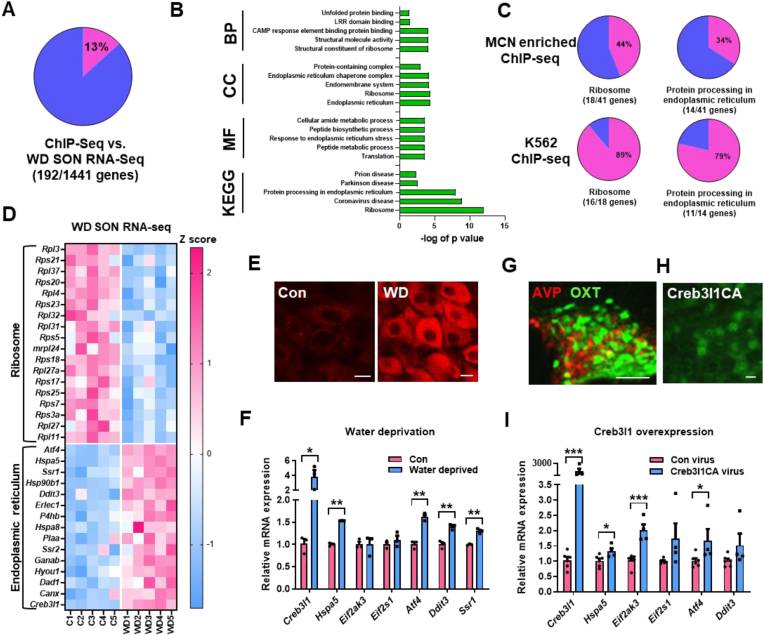 A
13%
ChIP-Seq vs.
WD SON RNA-Seq
(192/1441 genes)
B
BP
Unfolded protein binding
LRR domain binding
CAMP response element binding protein binding
Structural molecule activity
Structural constituent of ribosome
CC
Protein-containing complex
Endoplasmic reticulum chaperone complex
Endomembrane system
Ribosome
Endoplasmic reticulum
MF
Cellular amide metabolic process
Peptide biosynthetic process
Response to endoplasmic reticulum stress
Peptide metabolic process
Translation
KEGG
Prion disease
Parkinson disease
Protein processing in endoplasmic reticulum
Coronavirus disease
Ribosome
0 5 10 15
-log of p value
C
MCN enriched
ChIP-seq
44%
34%
Ribosome
(18/41 genes)
Protein processing in
endoplasmic reticulum
(14/41 genes)
K562
ChIP-seq
89%
79%
Ribosome
(16/18 genes)
Protein processing in
endoplasmic reticulum
(11/14 genes)
D
WD SON RNA-seq
Z score
Ribosome
Rpl3
Rps21
Rpl37
Rps20
Rpl4
Rps23
Rpl32
Rpl31
Rps5
mrpl24
Rps18
Rpl27a
Rps17
Rps25
Rps7
Rps3a
Rpl27
Rpl11
Endoplasmic reticulum
Atf4
Hspa5
Ssr1
Hsp90b1
Ddit3
Erlec1
P4hb
Hspa8
Plaa
Ssr2
Ganab
Hyou1
Dad1
Canx
Creb3l1
C1 C2 C3 C4 C5 WD1 WD2 WD3 WD4 WD5
2
1
0
-1
E
Con
WD
F
Water deprivation
Con
Water deprived
Relative mRNA expression
6
4
2
2.0
1.5
1.0
0.5
0.0
* ** ** ** **
Creb3l1 Hspa5 Eif2ak3 Eif2s1 Atf4 Ddit3 Ssr1
G
AVP OXT
H
Creb3l1CA
I
Creb3l1 overexpression
Con virus
Creb3l1CA virus
Relative mRNA expression
3000
3.5
3.0
2.5
2.0
1.5
1.0
0.5
0.0
*** * *** *
Creb3l1 Hspa5 Eif2ak3 Eif2s1 Atf4 Ddit3